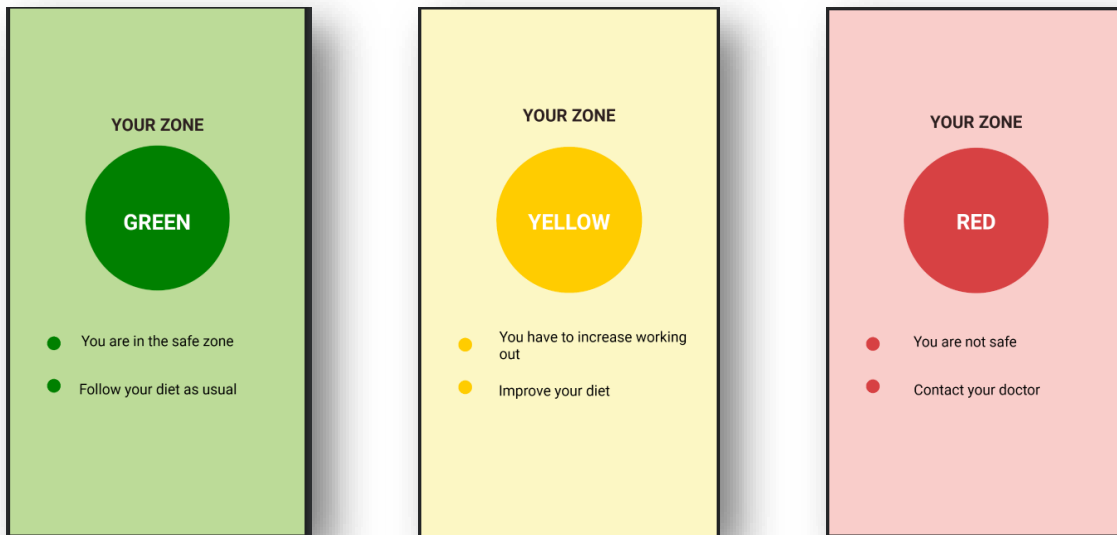 YOUR ZONE
GREEN
You are in the safe zone
Follow your diet as usual
YOUR ZONE
YELLOW
You have to increase working
out
Improve your diet
YOUR ZONE
RED
You are not safe
Contact your doctor